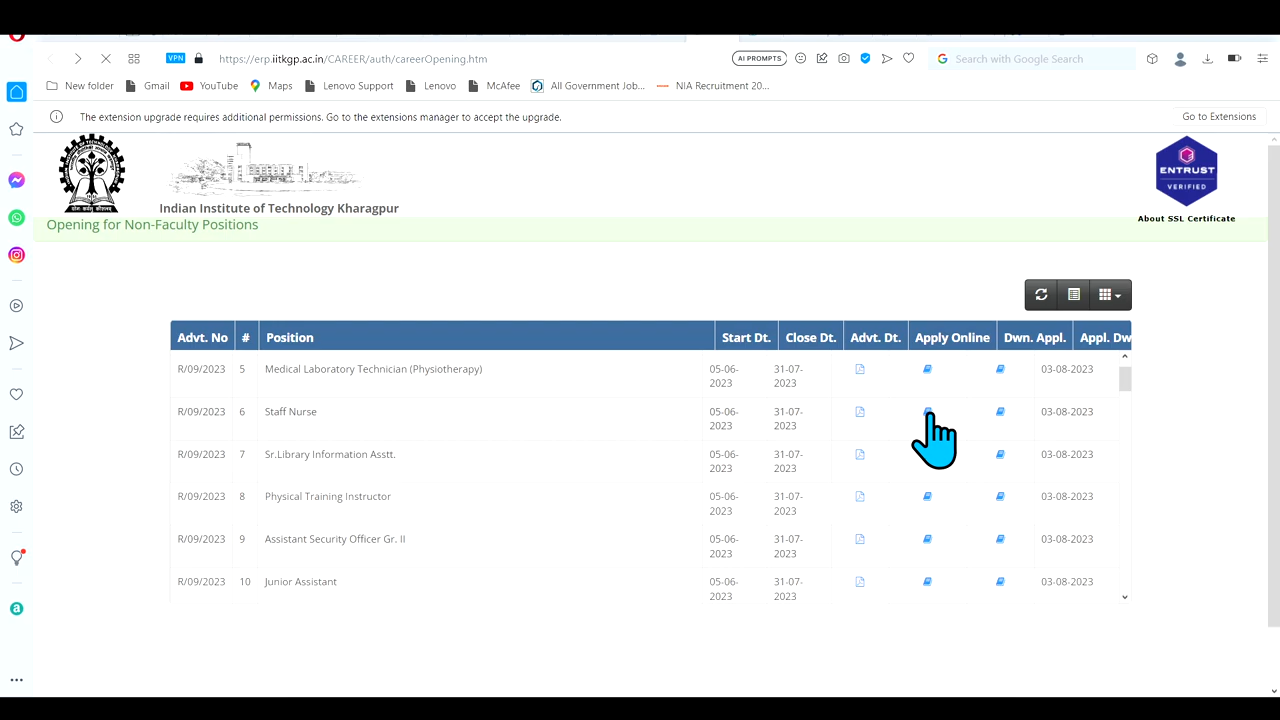 VPN https://erp.iitkgp.ac.in/CAREER/auth/careerOpening.htm AI PROMPTS Search with Google
New folder Gmail YouTube Maps Lenovo Support Lenovo McAfee All Government Job... NIA Recruitment 20...
The extension upgrade requires additional permissions. Go to the extensions manager to accept the upgrade. Go to Extensions
ENTRUST
VERIFIED
Indian Institute of Technology Kharagpur
About SSL Certificate
Opening for Non-Faculty Positions
Advt. No # Position Start Dt. Close Dt. Advt. Dt. Apply Online Dwn. Appl. Appl. Dw
R/09/2023 5 Medical Laboratory Technician (Physiotherapy) 05-06- 31-07- 03-08-2023
2023 2023
R/09/2023 6 Staff Nurse 05-06- 31-07- 03-08-2023
2023 2023
R/09/2023 7 Sr.Library Information Asstt. 05-06- 31-07- 03-08-2023
2023 2023
R/09/2023 8 Physical Training Instructor 05-06- 31-07- 03-08-2023
2023 2023
R/09/2023 9 Assistant Security Officer Gr. II 05-06- 31-07- 03-08-2023
2023 2023
R/09/2023 10 Junior Assistant 05-06- 31-07- 03-08-2023
2023 2023